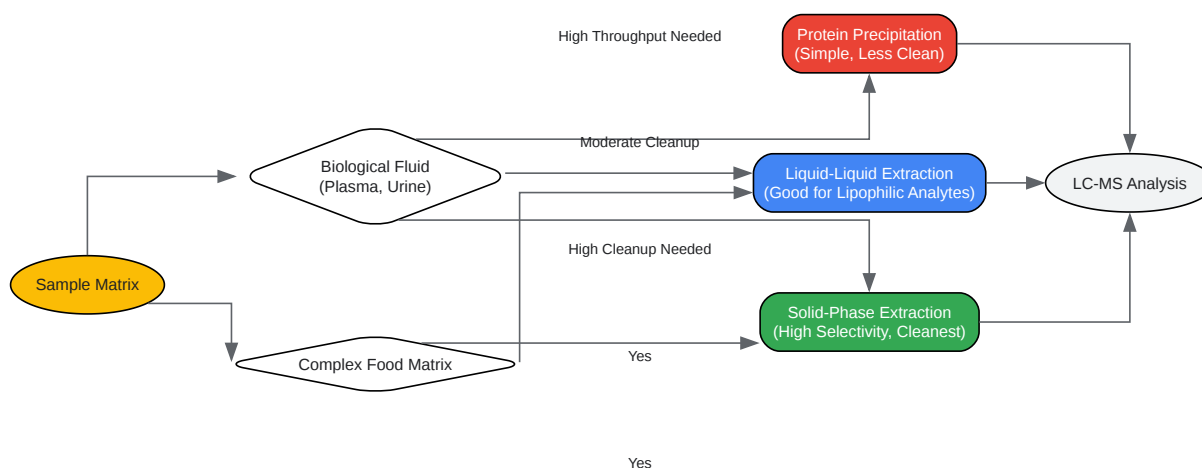 High Throughput Needed
Protein Precipitation
(Simple, Less Clean)
Moderate Cleanup
Biological Fluid
(Plasma, Urine)
Liquid-Liquid Extraction
(Good for Lipophilic Analytes)
LC-MS Analysis
High Cleanup Needed
Sample Matrix
Solid-Phase Extraction
(High Selectivity, Cleanest)
Complex Food Matrix
Yes
Yes